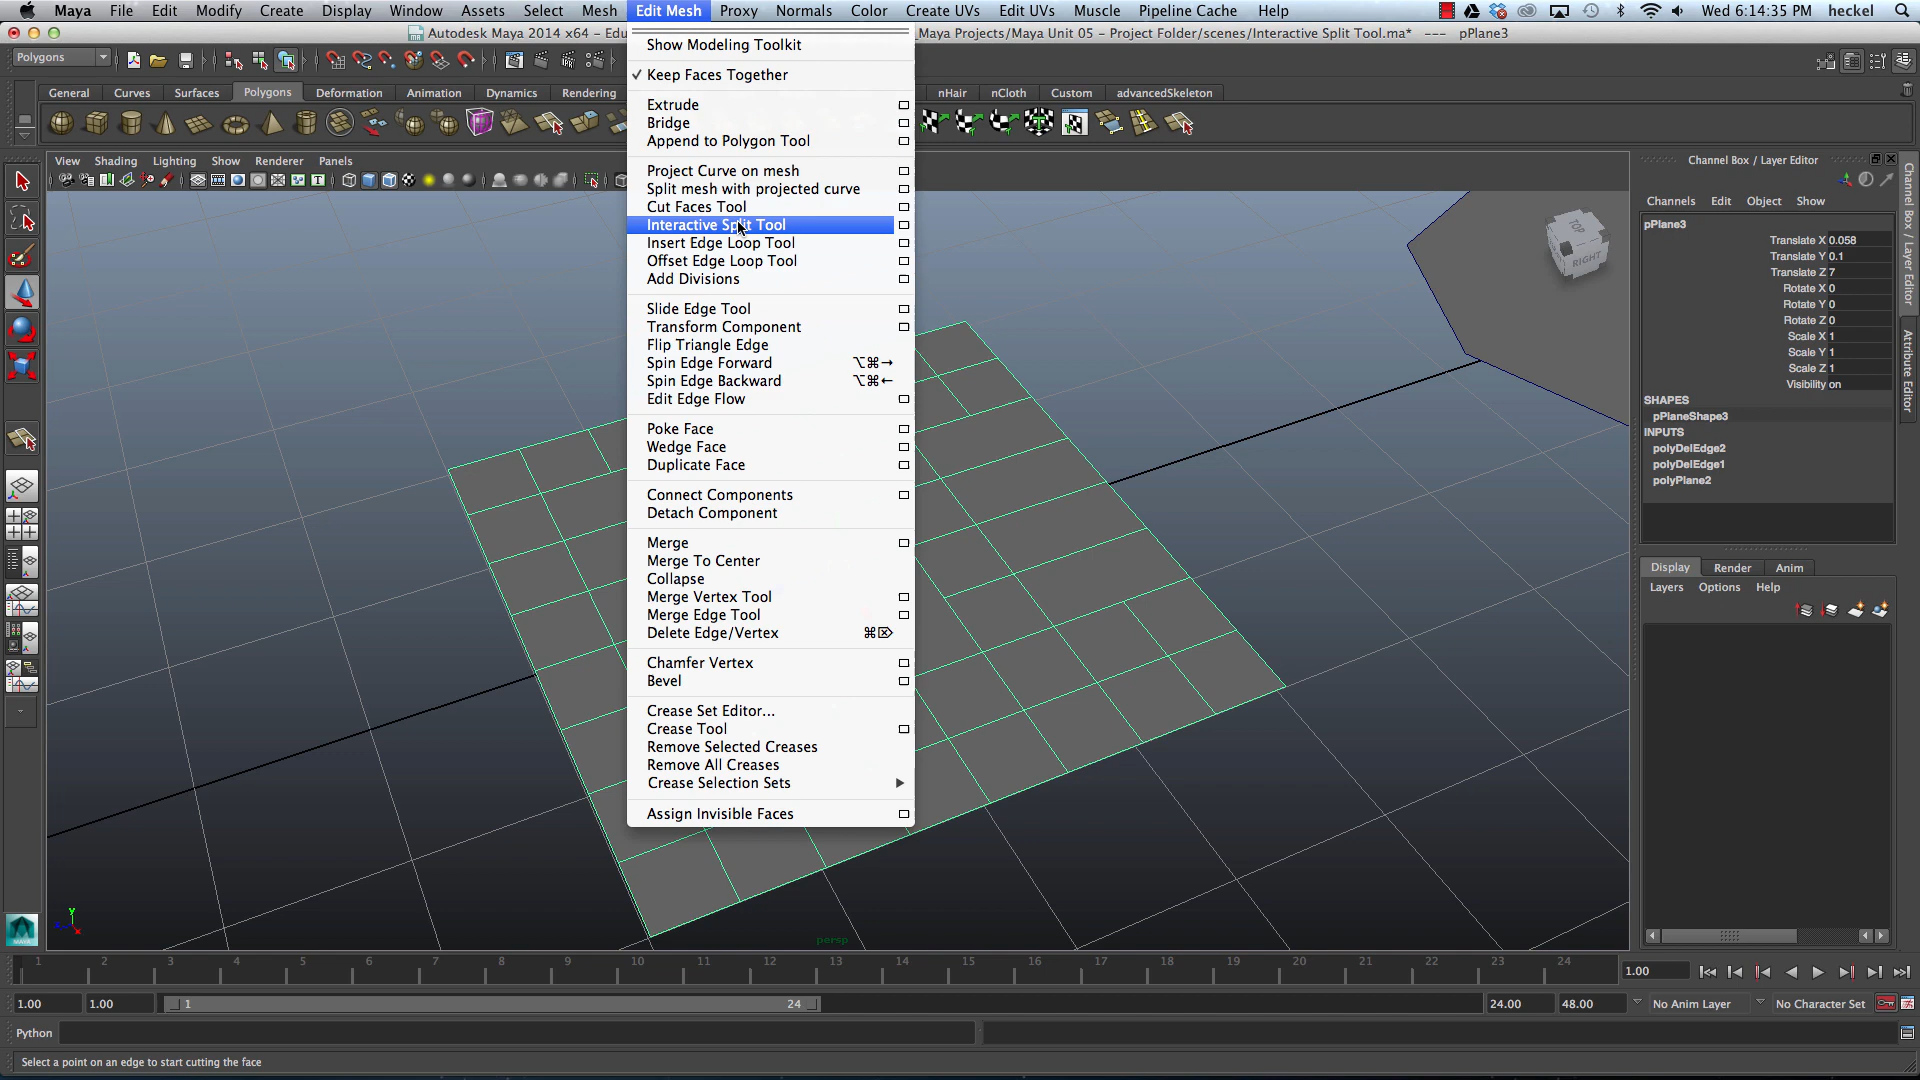 Maya File Edit Modify Create Display Window Assets Select Mesh Edit Mesh Proxy Normals Color Create UVs Edit UVs Muscle Pipeline Cache Help Wed 6:14:35 PM heckel
Autodesk Maya 2014 x64 - Edu Maya Projects/Maya Unit 05 - Project Folder/scenes/Interactive Split Tool.ma* --- pPlane3
Polygons
General Curves Surfaces Polygons Deformation Animation Dynamics Rendering nHair nCloth Custom advancedSkeleton
View Shading Lighting Show Renderer Panels
Show Modeling Toolkit
✓ Keep Faces Together
Extrude
Bridge
Append to Polygon Tool
Project Curve on mesh
Split mesh with projected curve
Cut Faces Tool
Interactive Split Tool
Insert Edge Loop Tool
Offset Edge Loop Tool
Add Divisions
Slide Edge Tool
Transform Component
Flip Triangle Edge
Spin Edge Forward ⌥⌘→
Spin Edge Backward ⌥⌘←
Edit Edge Flow
Poke Face
Wedge Face
Duplicate Face
Connect Components
Detach Component
Merge
Merge To Center
Collapse
Merge Vertex Tool
Merge Edge Tool
Delete Edge/Vertex ⌘⌦
Chamfer Vertex
Bevel
Crease Set Editor...
Crease Tool
Remove Selected Creases
Remove All Creases
Crease Selection Sets
Assign Invisible Faces
TOP
RIGHT
y
x
persp
MAYA
Channel Box / Layer Editor
Channels Edit Object Show
pPlane3
Translate X 0.058
Translate Y 0.1
Translate Z 7
Rotate X 0
Rotate Y 0
Rotate Z 0
Scale X 1
Scale Y 1
Scale Z 1
Visibility on
SHAPES
pPlaneShape3
INPUTS
polyDelEdge2
polyDelEdge1
polyPlane2
Channel Box / Layer Editor
Attribute Editor
Display Render Anim
Layers Options Help
1 2 3 4 5 6 7 8 9 10 11 12 13 14 15 16 17 18 19 20 21 22 23 24 1.00
1.00 1.00 1 24 24.00 48.00 No Anim Layer No Character Set
Python
Select a point on an edge to start cutting the face